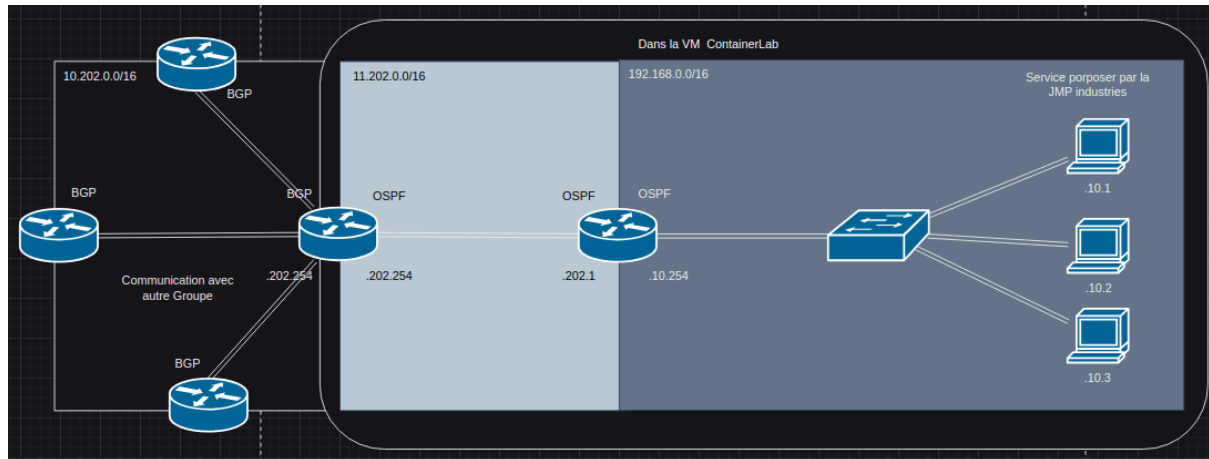 Dans la VM ContainerLab
10.202.0.0/16
11.202.0.0/16
192.168.0.0/16
Service porposer par la
JMP industries
BGP
BGP
BGP
OSPF
OSPF
OSPF
.10.1
Communication avec
autre Groupe
.202.254
.202.254
.202.1
.10.254
.10.2
BGP
.10.3